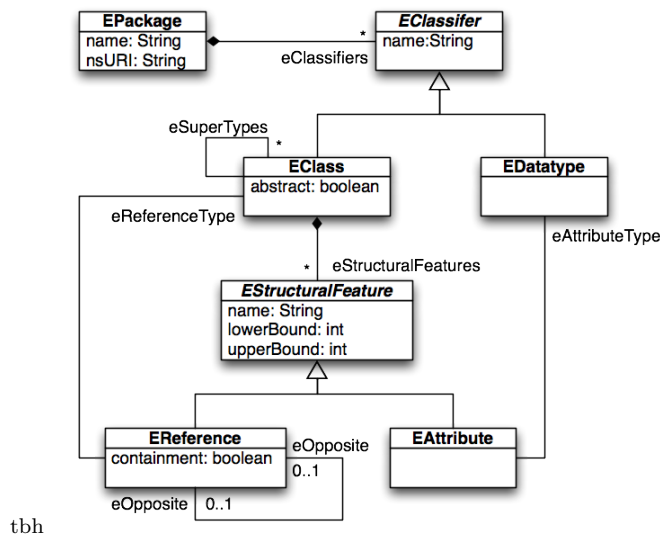 EPackage
name: String
nsURI: String
EClassifer
name:String
*
eClassifiers
eSuperTypes
*
EClass
abstract: boolean
EDatatype
eReferenceType
eAttributeType
*
eStructuralFeatures
EStructuralFeature
name: String
lowerBound: int
upperBound: int
EReference
containment: boolean
eOpposite
0..1
EAttribute
eOpposite
0..1
tbh